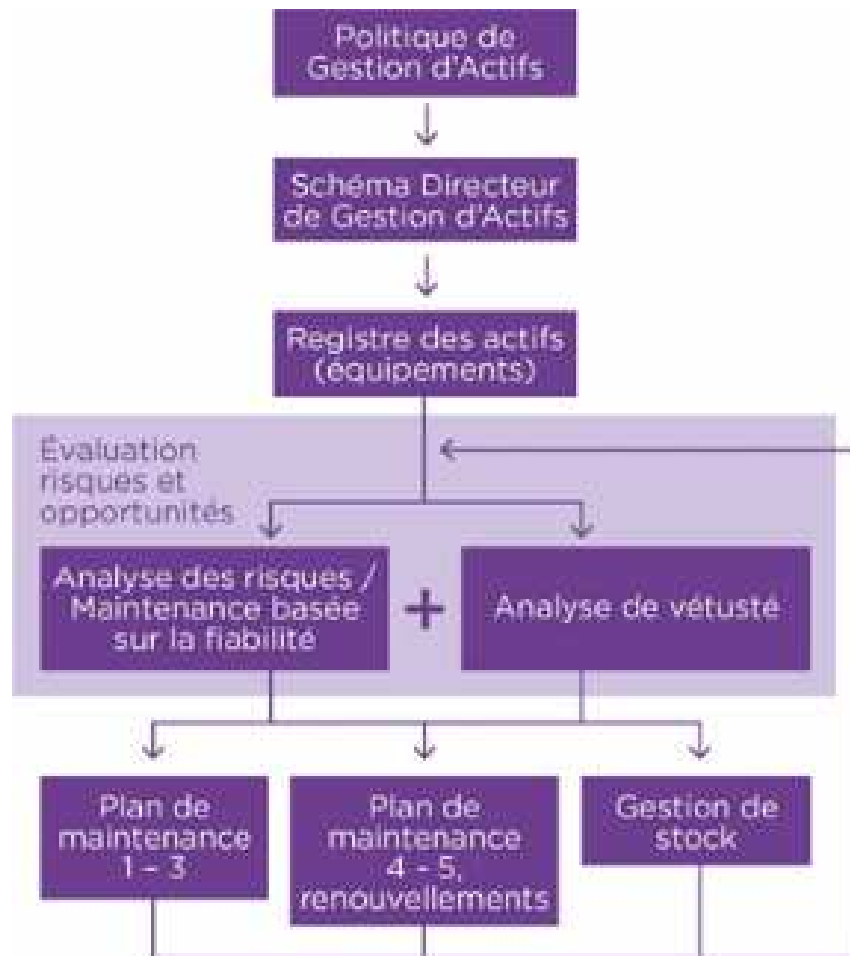 Politique de
Gestion d'Actifs
Schéma Directeur
de Gestion d'Actifs
Registre des actifs
(équipements)
Évaluation
risques et
opportunités
Analyse des risques /
Maintenance basée
sur la fiabilité
+
Analyse de vétusté
Plan de
maintenance
1 – 3
Plan de
maintenance
4 - 5,
renouvellements
Gestion de
stock